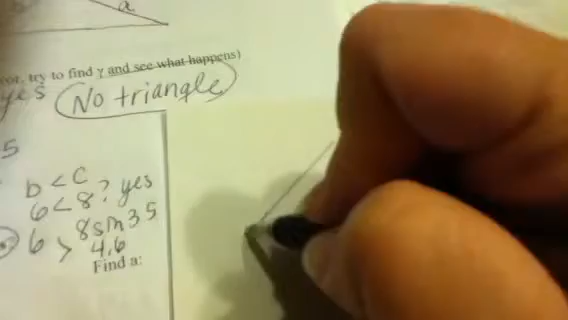 a
or, try to find γ and see what happens)
yes No triangle
5
b < c
6 < 8? yes
6 > 8sin35
4.6
Find a: